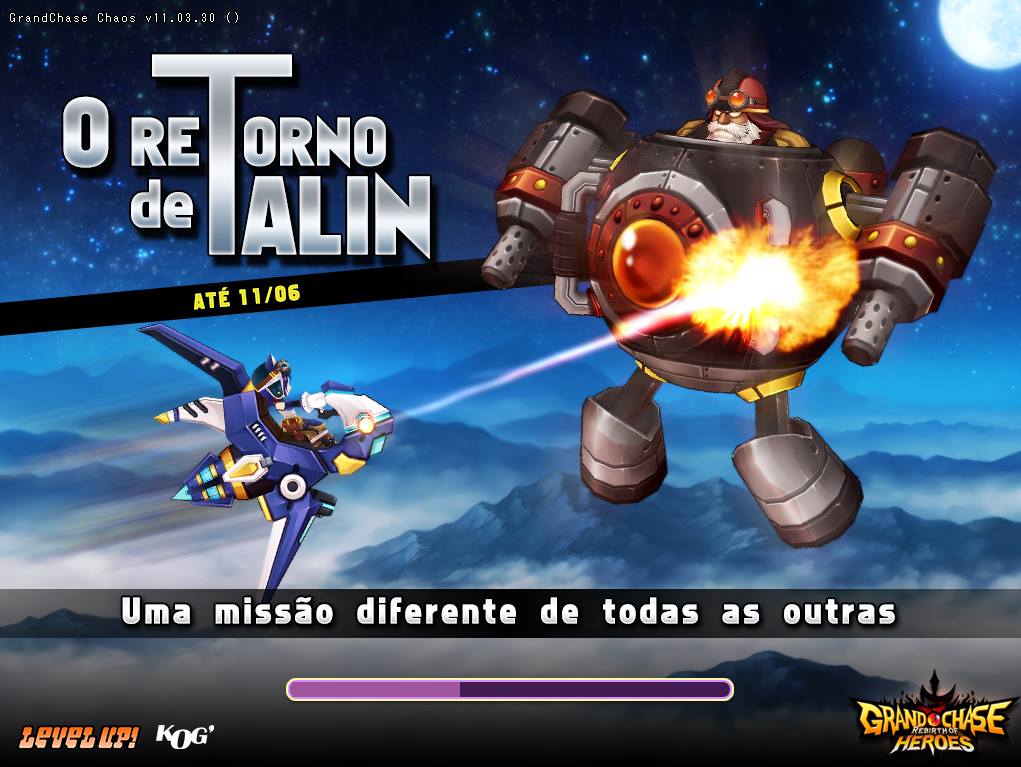 GrandChase Chaos v11.03.30 ()
O RETORNO
de TALIN
ATÉ 11/06
Uma missão diferente de todas as outras
LEVEL UP!
KOG'
GRAND CHASE
REBIRTH OF
HEROES